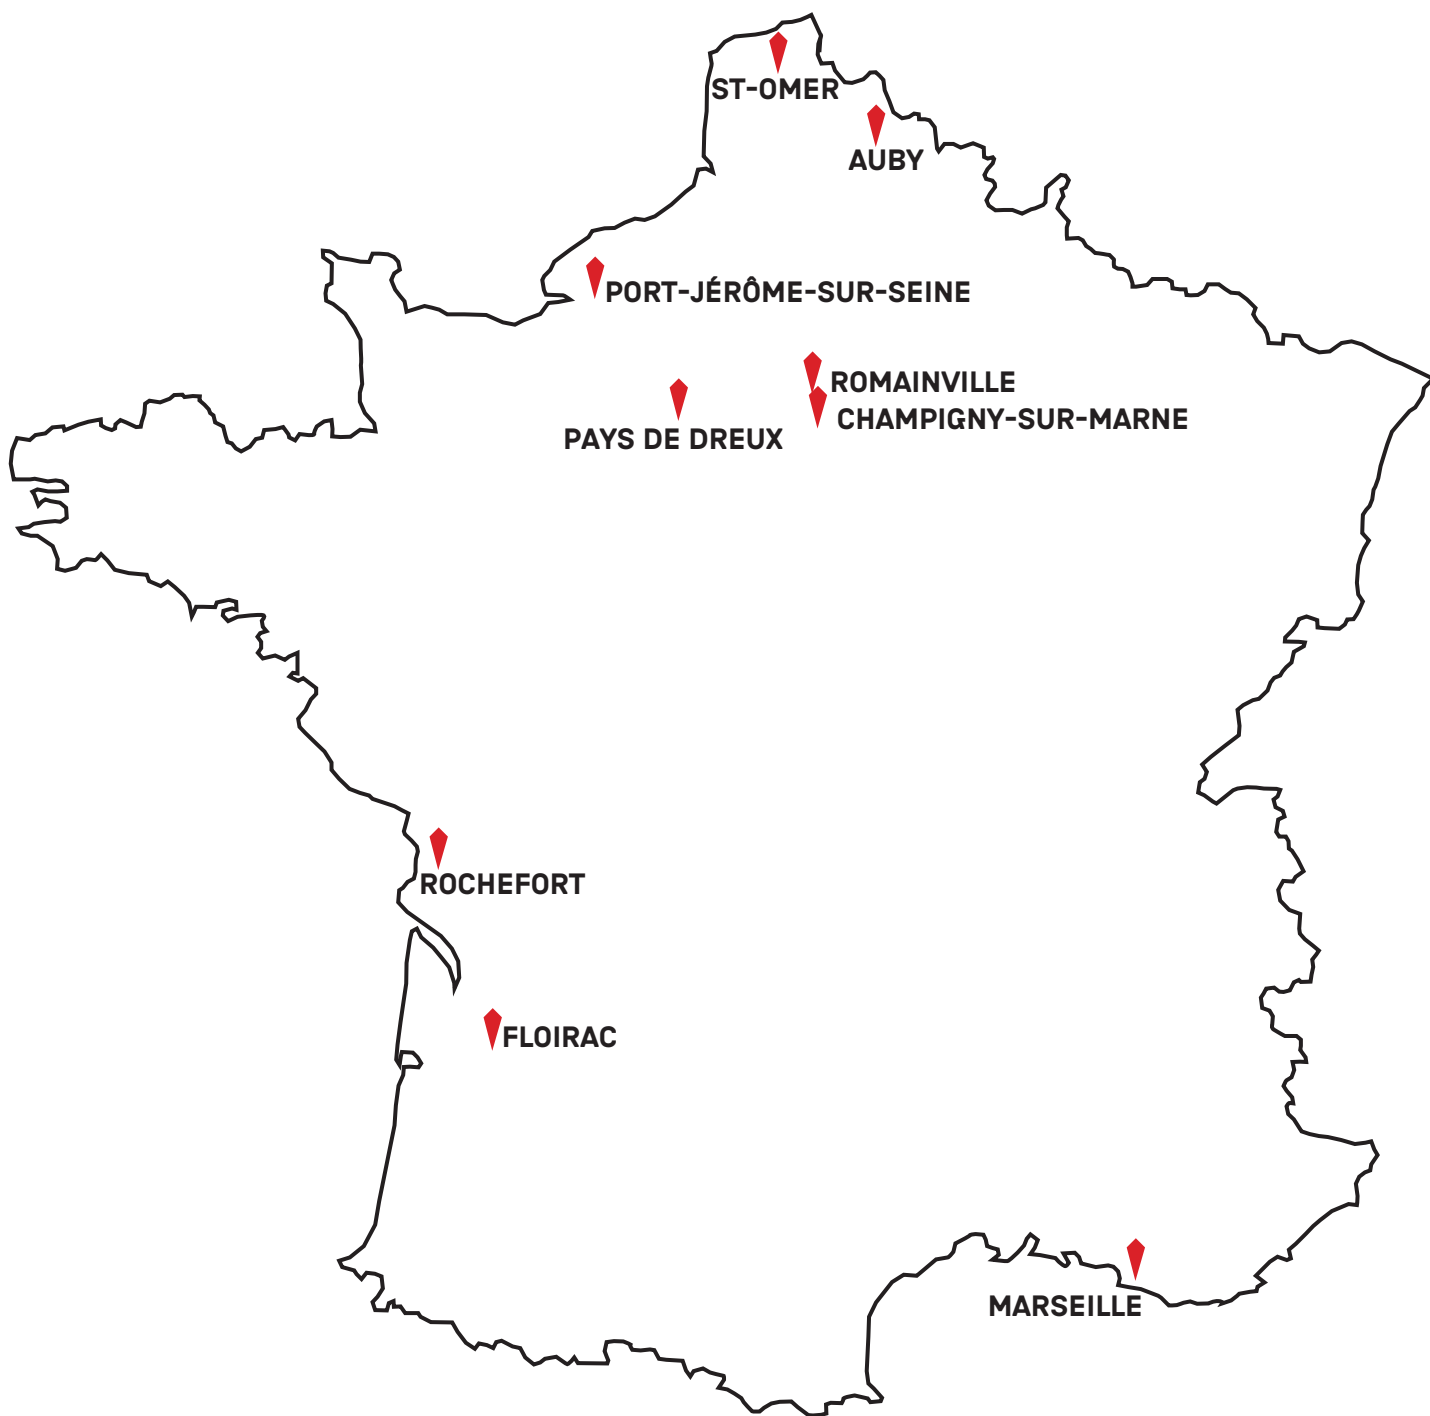 ST-OMER
AUBY
PORT-JÉRÔME-SUR-SEINE
ROMAINVILLE
CHAMPIGNY-SUR-MARNE
PAYS DE DREUX
ROCHEFORT
FLOIRAC
MARSEILLE